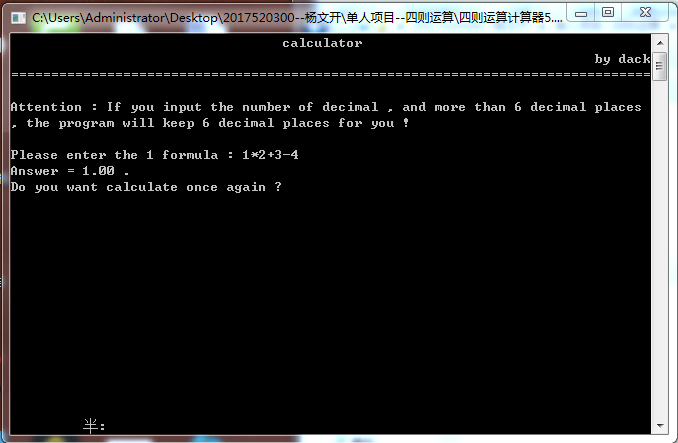 C:\Users\Administrator\Desktop\2017520300--杨文开\单人项目--四则运算\四则运算计算器5....
calculator
by dack
================================================================================
Attention : If you input the number of decimal , and more than 6 decimal places
, the program will keep 6 decimal places for you !
Please enter the 1 formula : 1*2+3-4
Answer = 1.00 .
Do you want calculate once again ?
半: